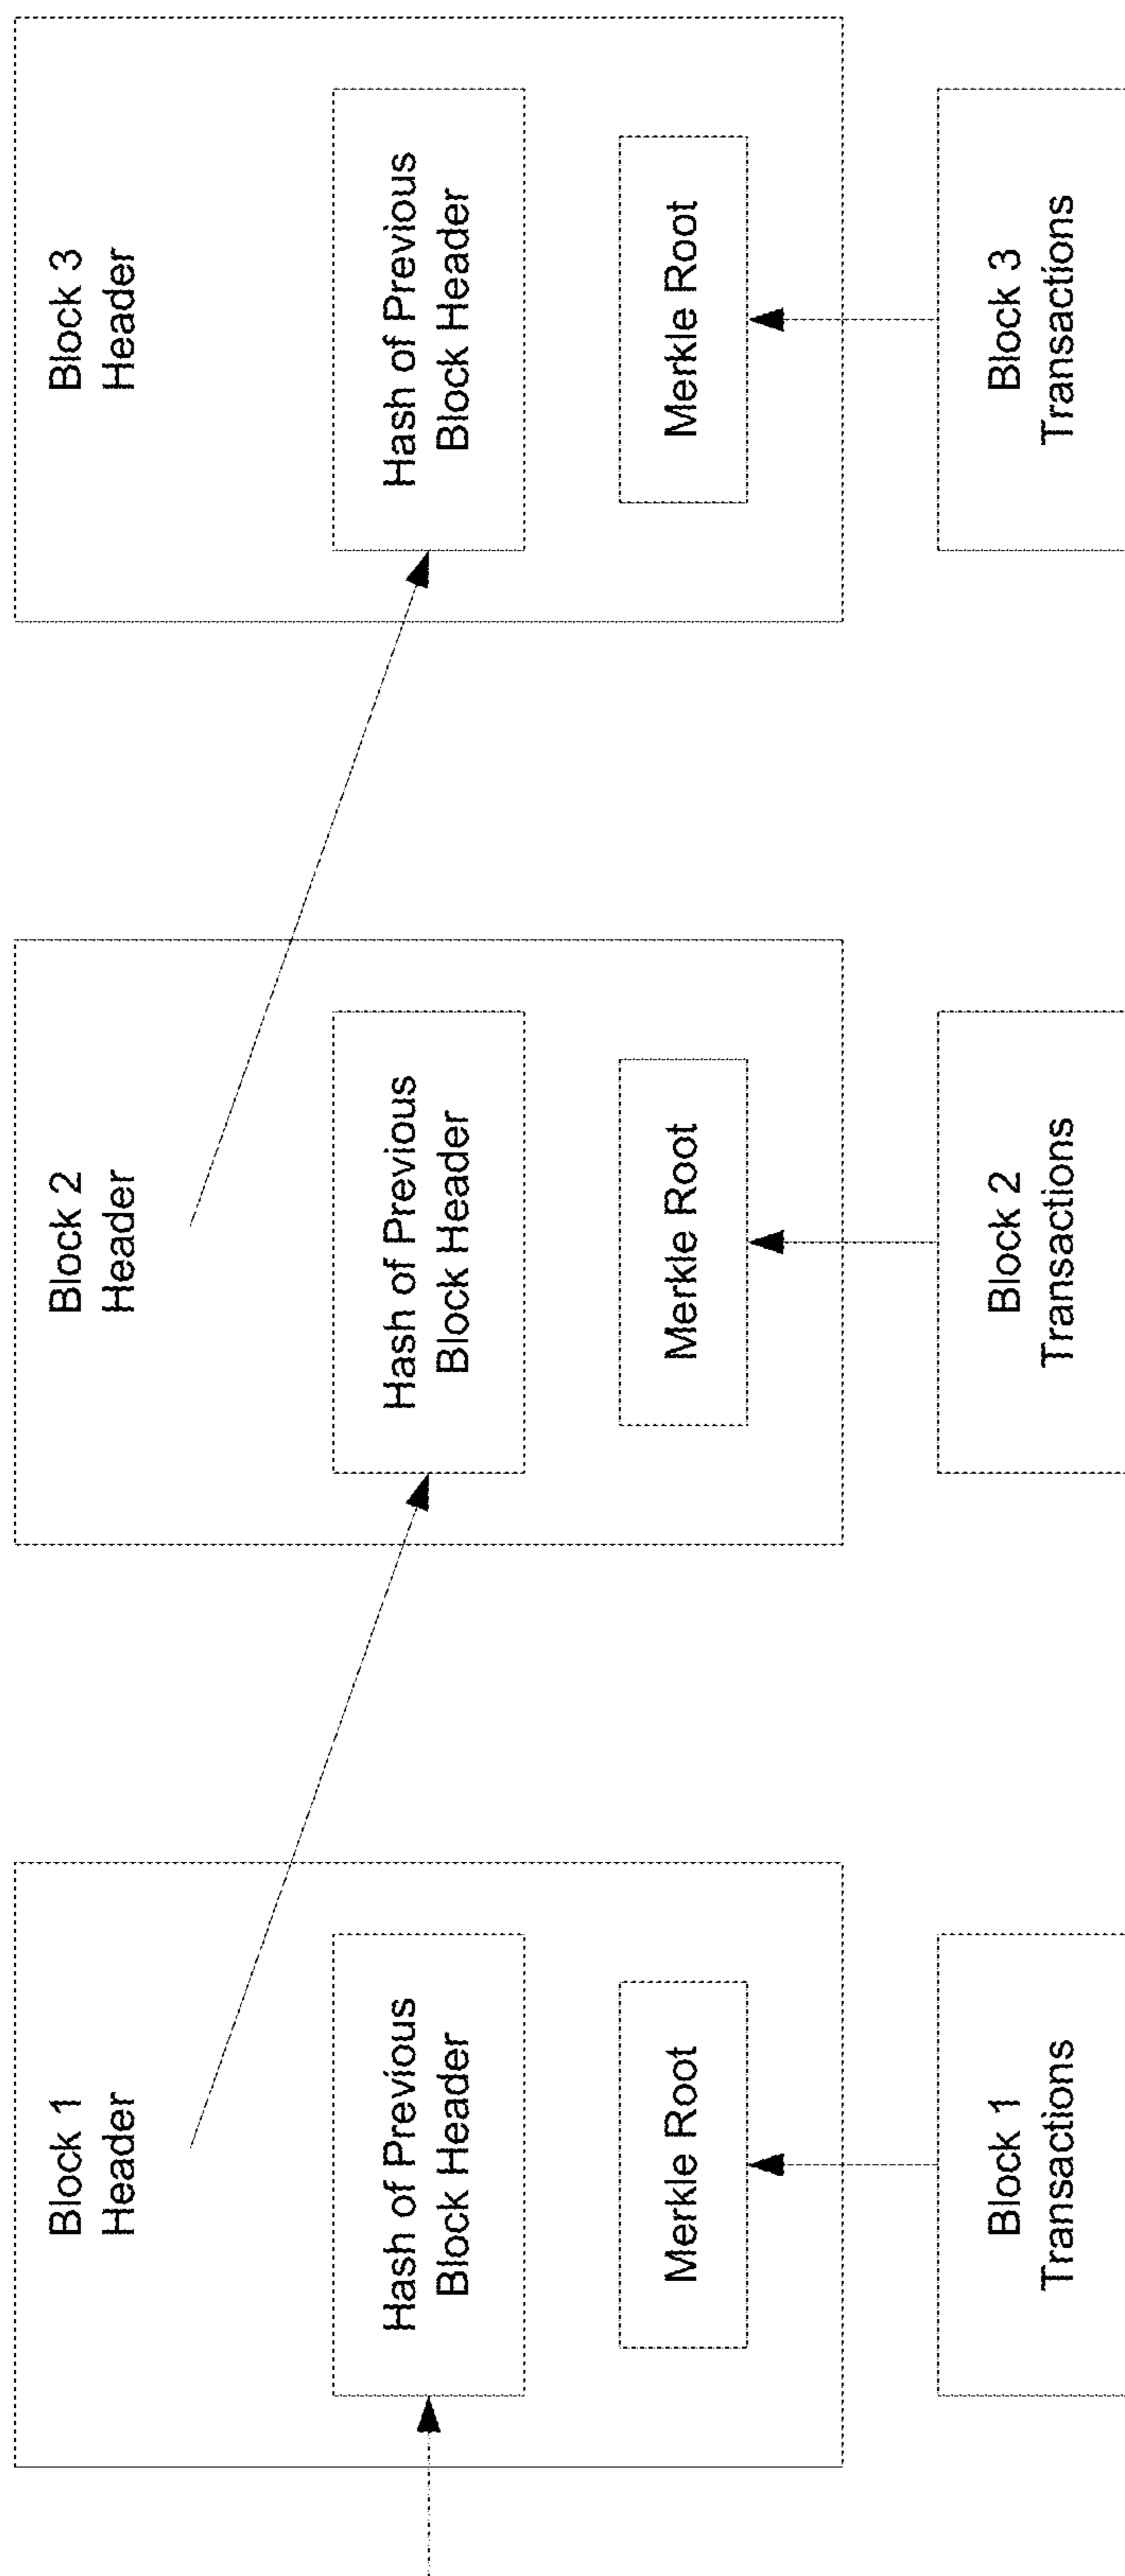 Block 1
Header
Hash of Previous
Block Header
Merkle Root
Block 1
Transactions
Block 2
Header
Hash of Previous
Block Header
Merkle Root
Block 2
Transactions
Block 3
Header
Hash of Previous
Block Header
Merkle Root
Block 3
Transactions